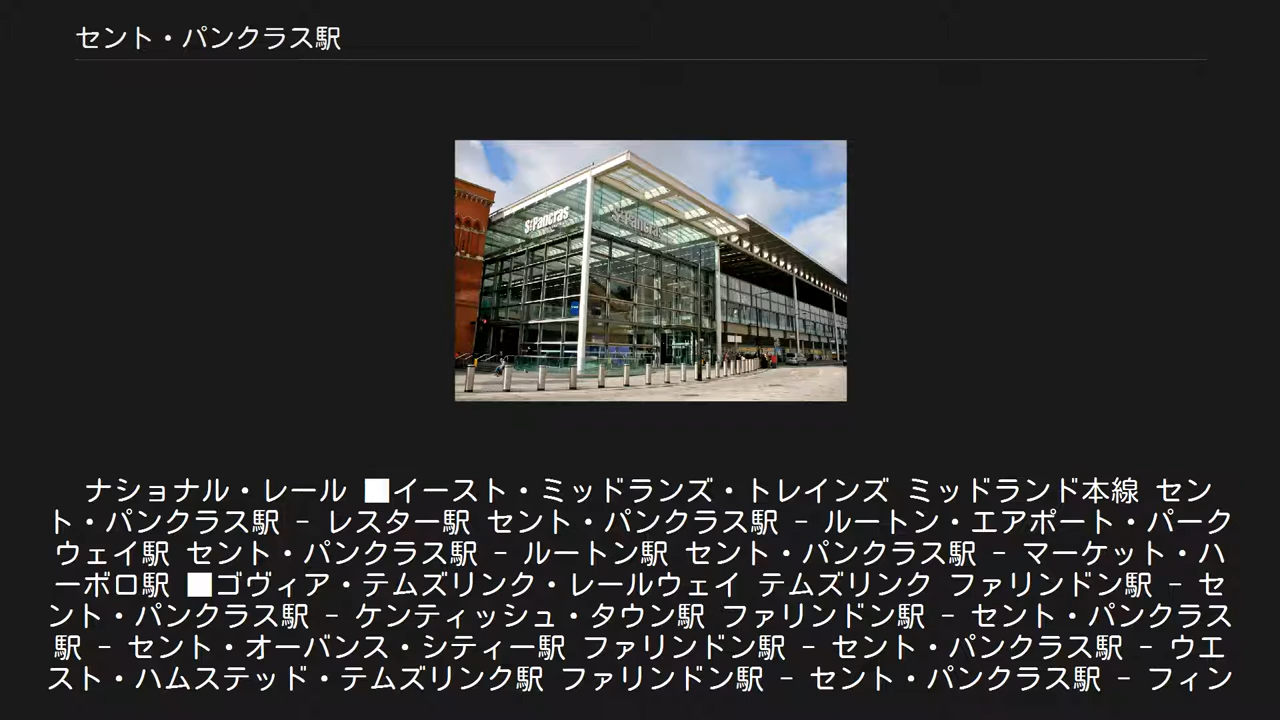 セント・パンクラス駅
St Pancras
St Pancras
ナショナル・レール ■イースト・ミッドランズ・トレインズ ミッドランド本線 セン
ト・パンクラス駅 - レスター駅 セント・パンクラス駅 - ルートン・エアポート・パーク
ウェイ駅 セント・パンクラス駅 - ルートン駅 セント・パンクラス駅 - マーケット・ハ
ーボロ駅 ■ゴヴィア・テムズリンク・レールウェイ テムズリンク ファリンドン駅 - セ
ント・パンクラス駅 - ケンティッシュ・タウン駅 ファリンドン駅 - セント・パンクラス
駅 - セント・オーバンス・シティー駅 ファリンドン駅 - セント・パンクラス駅 - ウエ
スト・ハムステッド・テムズリンク駅 ファリンドン駅 - セント・パンクラス駅 - フィン